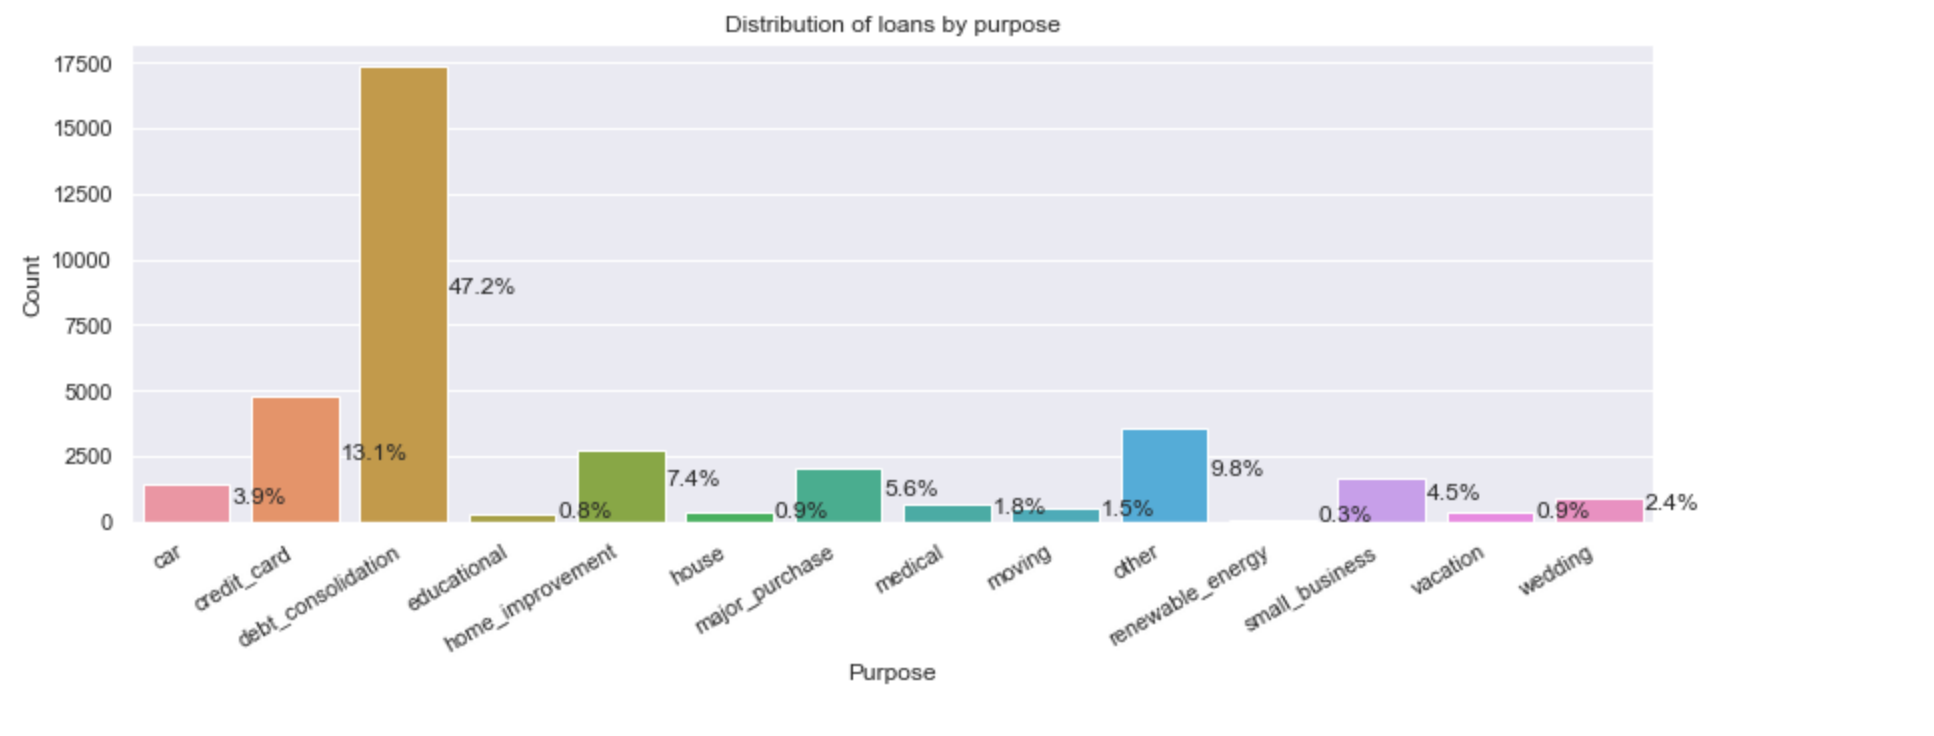 Distribution of loans by purpose
17500
15000
12500
10000
7500
5000
2500
0
Count
47.2%
13.1%
3.9%
0.8%
7.4%
0.9%
5.6%
1.8%
1.5%
9.8%
0.3%
4.5%
0.9%
2.4%
car
credit_card
debt_consolidation
educational
home_improvement
house
major_purchase
medical
moving
other
renewable_energy
small_business
vacation
wedding
Purpose